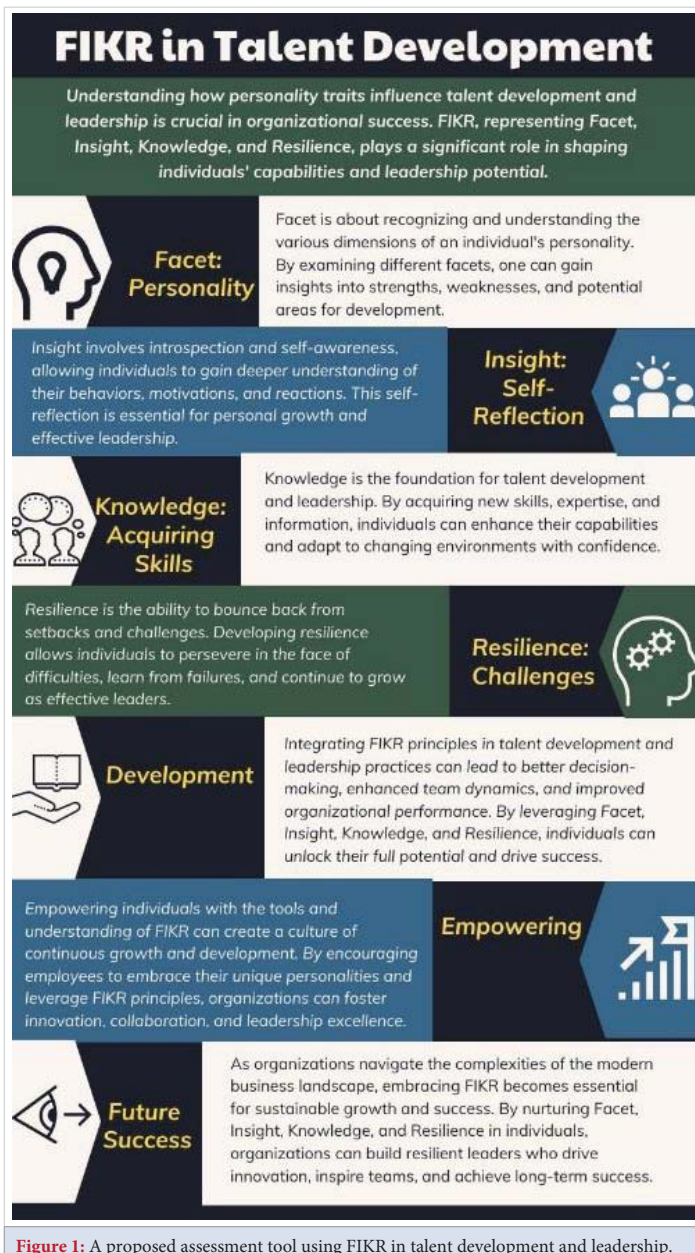 FIKR in Talent Development
Understanding how personality traits influence talent development and
leadership is crucial in organizational success. FIKR, representing Facet,
Insight, Knowledge, and Resilience, plays a significant role in shaping
individuals' capabilities and leadership potential.
Facet:
Personality
Facet is about recognizing and understanding the
various dimensions of an individual's personality.
By examining different facets, one can gain
insights into strengths, weaknesses, and potential
areas for development.
Insight involves introspection and self-awareness,
allowing individuals to gain deeper understanding of
their behaviors, motivations, and reactions. This self-
reflection is essential for personal growth and
effective leadership.
Insight:
Self-
Reflection
Knowledge:
Acquiring
Skills
Knowledge is the foundation for talent development
and leadership. By acquiring new skills, expertise, and
information, individuals can enhance their capabilities
and adapt to changing environments with confidence.
Resilience is the ability to bounce back from
setbacks and challenges. Developing resilience
allows individuals to persevere in the face of
difficulties, learn from failures, and continue to grow
as effective leaders.
Resilience:
Challenges
Development
Integrating FIKR principles in talent development and
leadership practices can lead to better decision-
making, enhanced team dynamics, and improved
organizational performance. By leveraging Facet,
Insight, Knowledge, and Resilience, individuals can
unlock their full potential and drive success.
Empowering individuals with the tools and
understanding of FIKR can create a culture of
continuous growth and development. By encouraging
employees to embrace their unique personalities and
leverage FIKR principles, organizations can foster
innovation, collaboration, and leadership excellence.
Empowering
Future
Success
As organizations navigate the complexities of the modern
business landscape, embracing FIKR becomes essential
for sustainable growth and success. By nurturing Facet,
Insight, Knowledge, and Resilience in individuals,
organizations can build resilient leaders who drive
innovation, inspire teams, and achieve long-term success.
Figure 1: A proposed assessment tool using FIKR in talent development and leadership.